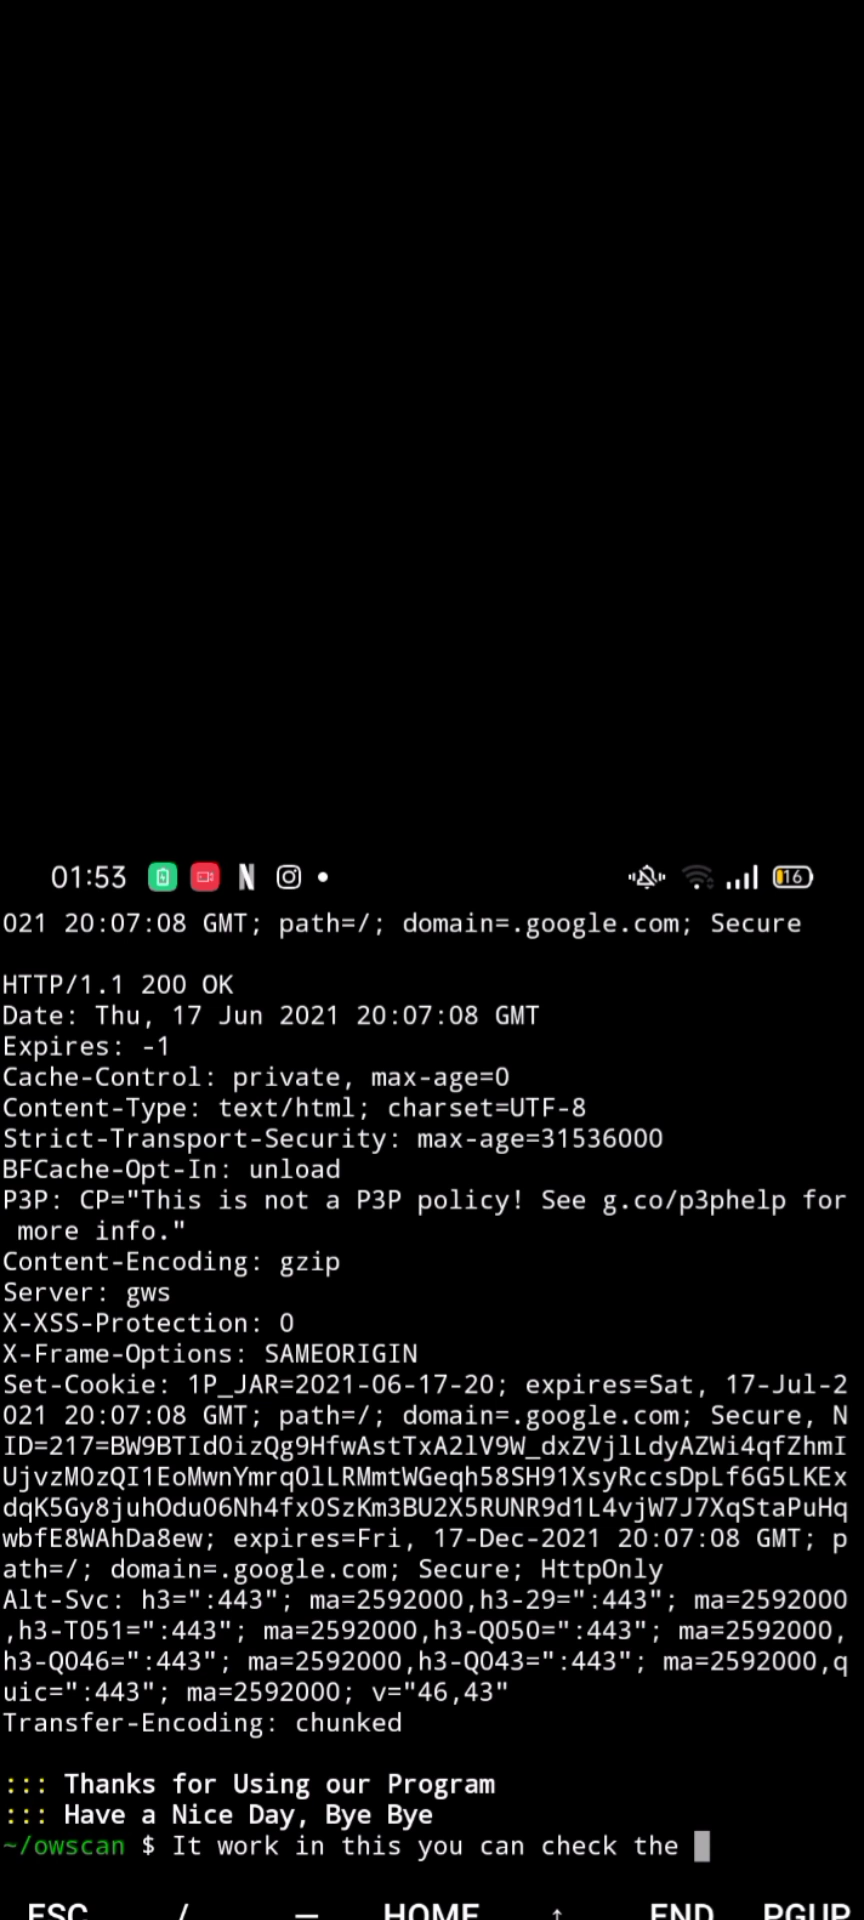 01:53 N 16
021 20:07:08 GMT; path=/; domain=.google.com; Secure
HTTP/1.1 200 OK
Date: Thu, 17 Jun 2021 20:07:08 GMT
Expires: -1
Cache-Control: private, max-age=0
Content-Type: text/html; charset=UTF-8
Strict-Transport-Security: max-age=31536000
BFCache-Opt-In: unload
P3P: CP="This is not a P3P policy! See g.co/p3phelp for
more info."
Content-Encoding: gzip
Server: gws
X-XSS-Protection: 0
X-Frame-Options: SAMEORIGIN
Set-Cookie: 1P_JAR=2021-06-17-20; expires=Sat, 17-Jul-2
021 20:07:08 GMT; path=/; domain=.google.com; Secure, N
ID=217=BW9BTIdOizQg9HfwAstTxA2lV9W_dxZVjlLdyAZWi4qfZhmI
UjvzM0zQI1EoMwnYmrq0lLRMmtWGeqh58SH91XsyRccsDpLf6G5LKEx
dqK5Gy8juhOdu06Nh4fx0SzKm3BU2X5RUNR9d1L4vjW7J7XqStaPuHq
wbfE8WAhDa8ew; expires=Fri, 17-Dec-2021 20:07:08 GMT; p
ath=/; domain=.google.com; Secure; HttpOnly
Alt-Svc: h3=":443"; ma=2592000,h3-29=":443"; ma=2592000
,h3-T051=":443"; ma=2592000,h3-Q050=":443"; ma=2592000,
h3-Q046=":443"; ma=2592000,h3-Q043=":443"; ma=2592000,q
uic=":443"; ma=2592000; v="46,43"
Transfer-Encoding: chunked
::: Thanks for Using our Program
::: Have a Nice Day, Bye Bye
~/owscan $ It work in this you can check the
ESC / — HOME ↑ END PGUP